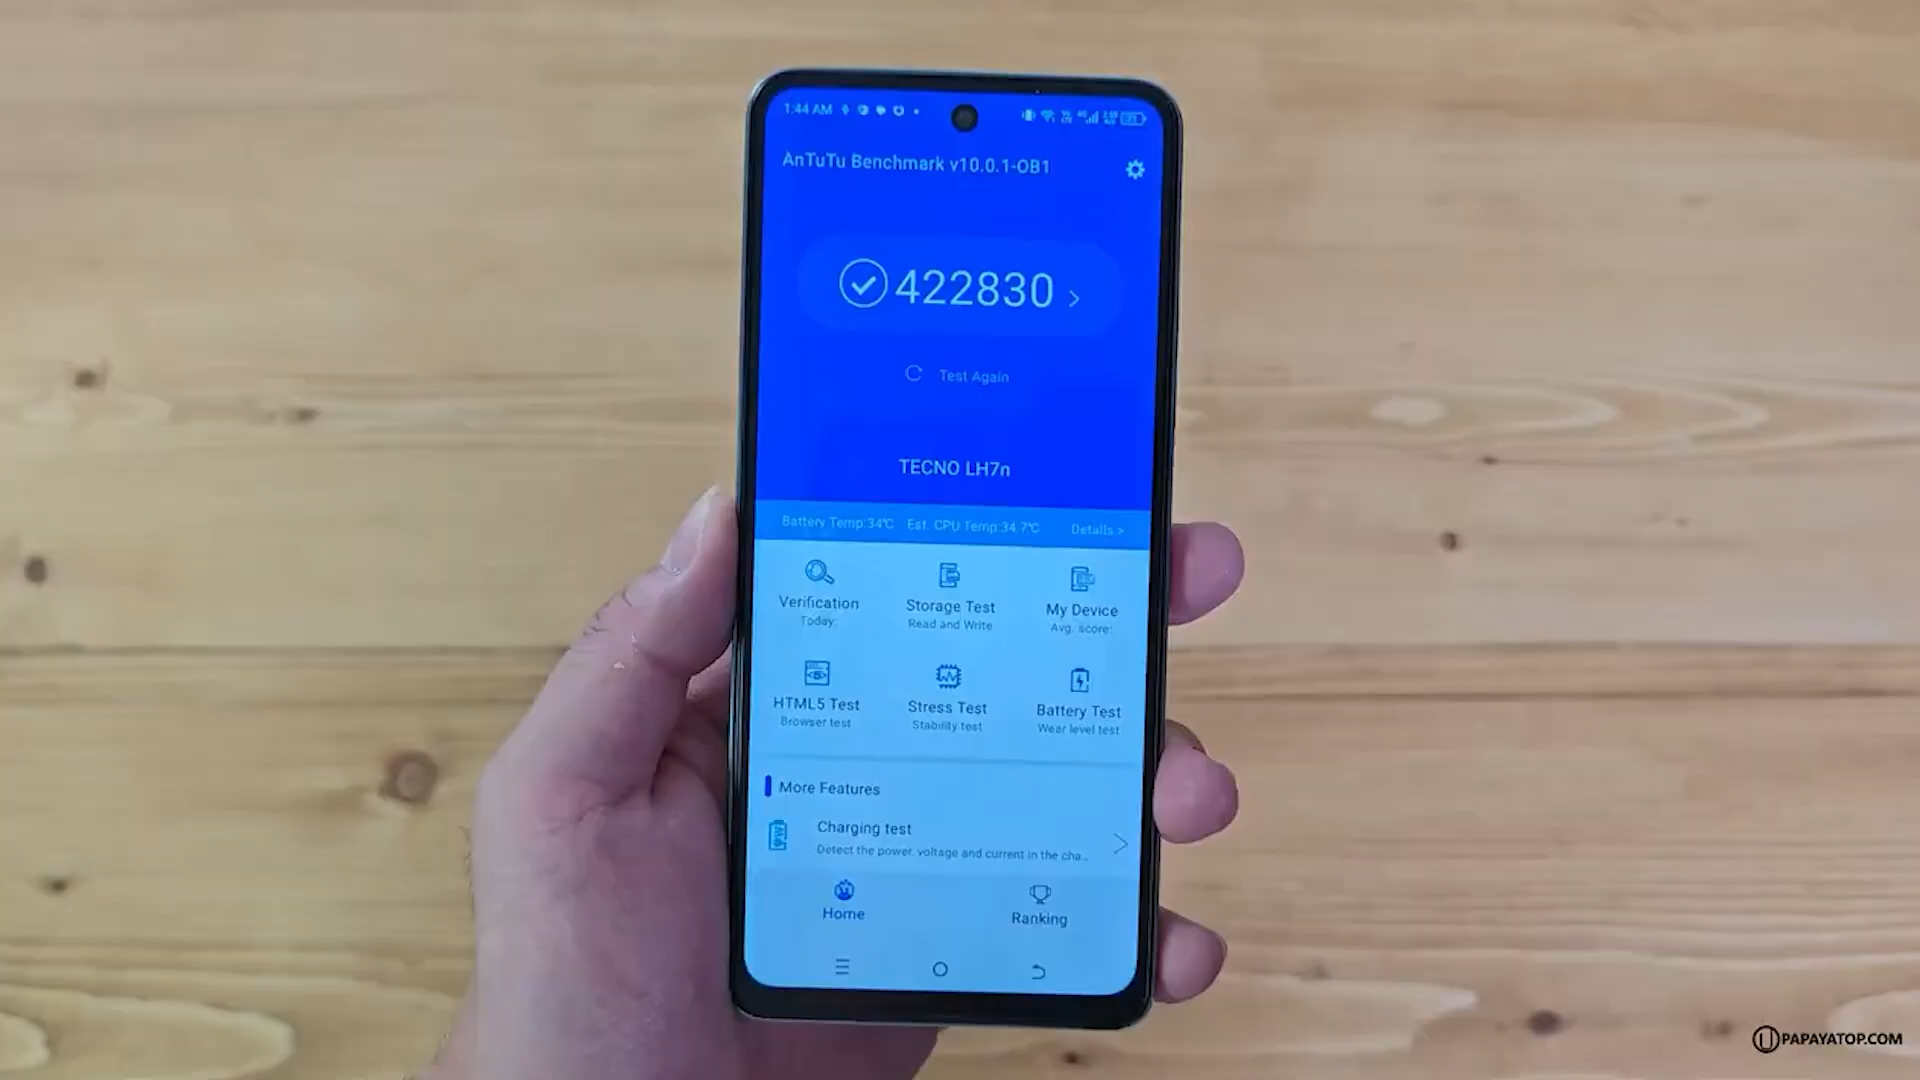 1:44 AM
AnTuTu Benchmark v10.0.1-OB1
422830
Test Again
TECNO LH7n
Battery Temp:34℃ Est. CPU Temp:34.7℃ Details >
Verification Storage Test My Device
Today: Read and Write Avg. score:
HTML5 Test Stress Test Battery Test
Browser test Stability test Wear level test
More Features
Charging test
Detect the power, voltage and current in the cha...
Home Ranking
PAPAYATOP.COM